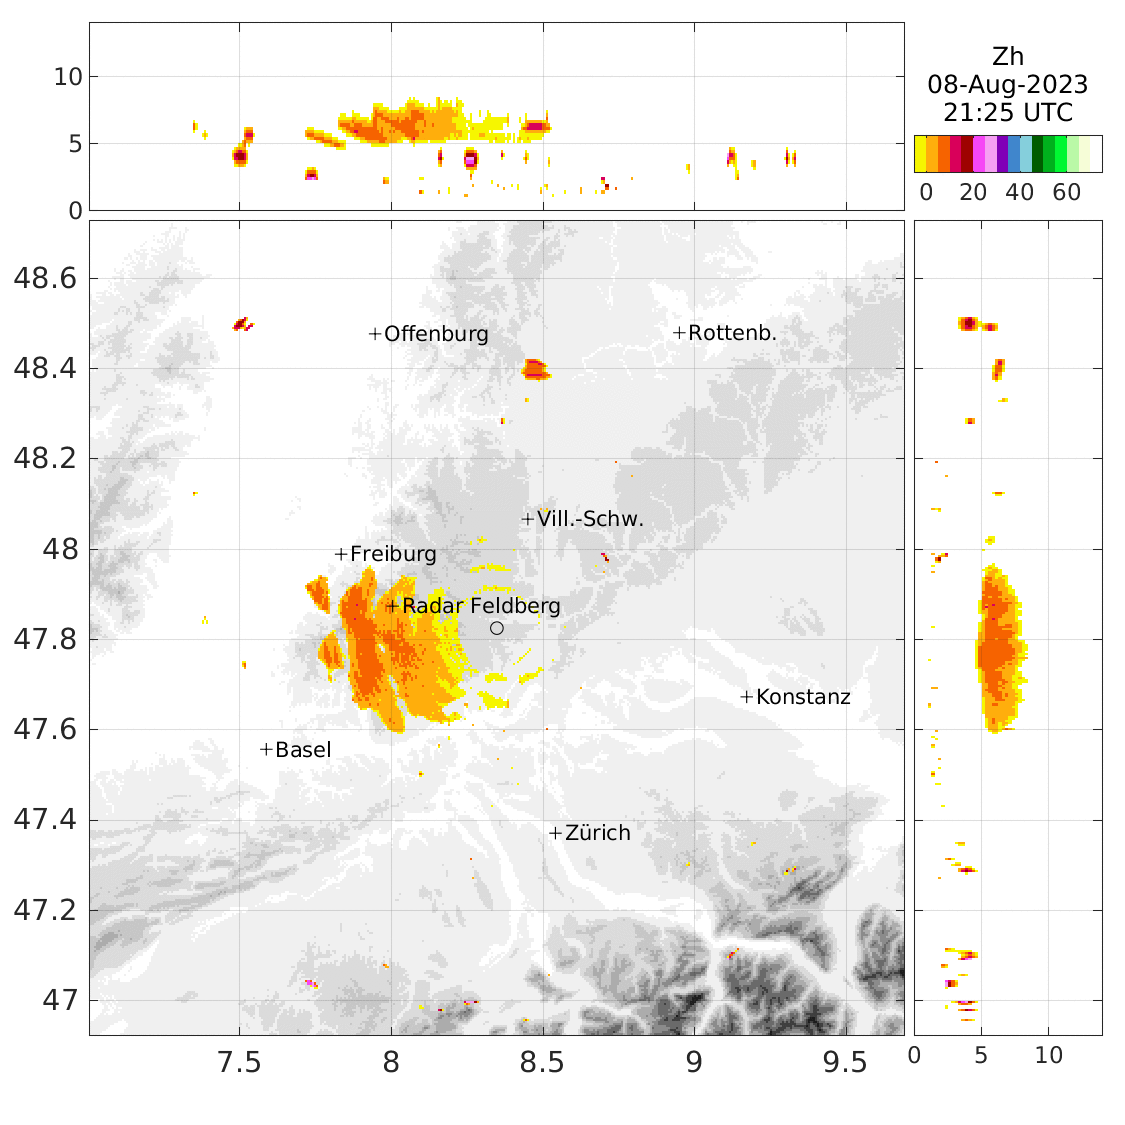 10
5
0
Zh
08-Aug-2023
21:25 UTC
0 20 40 60
48.6
48.4
48.2
48
47.8
47.6
47.4
47.2
47
+Offenburg
+Rottenb.
+Vill.-Schw.
+Freiburg
+Radar Feldberg
+Konstanz
+Basel
+Zürich
7.5 8 8.5 9 9.5
0 5 10